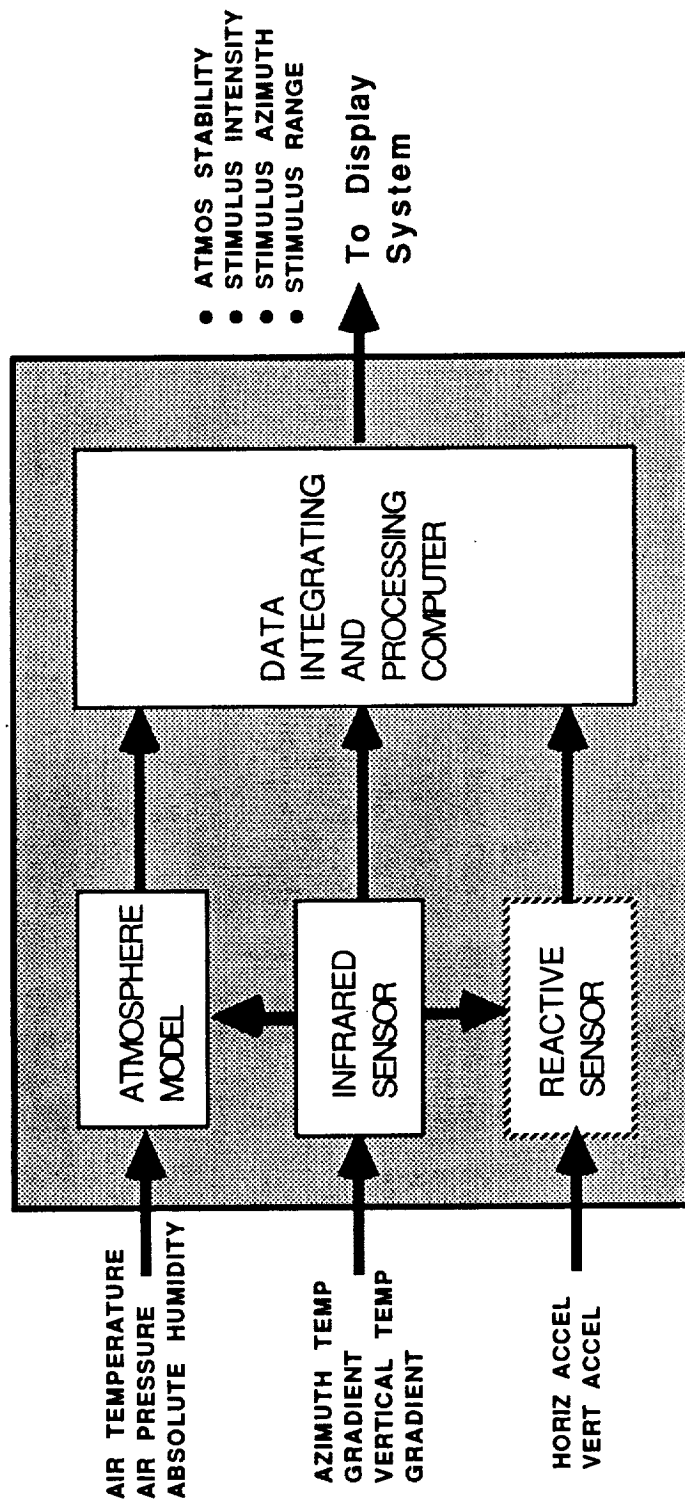 AIR TEMPERATURE
AIR PRESSURE
ABSOLUTE HUMIDITY
AZIMUTH TEMP
GRADIENT
VERTICAL TEMP
GRADIENT
HORIZ ACCEL
VERT ACCEL
ATMOSPHERE
MODEL
INFRARED
SENSOR
REACTIVE
SENSOR
DATA
INTEGRATING
AND
PROCESSING
COMPUTER
• ATMOS STABILITY
• STIMULUS INTENSITY
• STIMULUS AZIMUTH
• STIMULUS RANGE
To Display
System